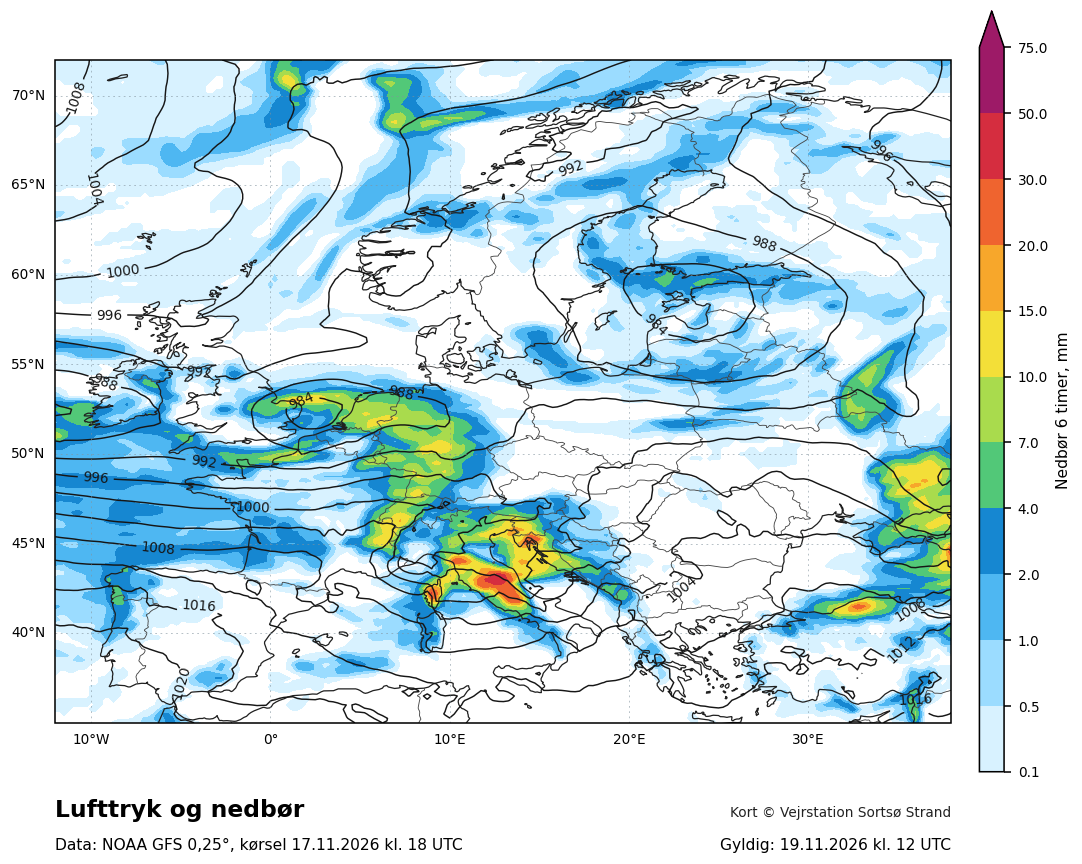 75.0
50.0
30.0
20.0
15.0
10.0
7.0
4.0
2.0
1.0
0.5
0.1
Nedbør 6 timer, mm
70°N
65°N
60°N
55°N
50°N
45°N
40°N
10°W
0°
10°E
20°E
30°E
1008
1004
1000
996
992
988
984
988
992
996
1000
1008
1016
1020
992
996
988
984
1004
1008
1012
1016
Lufttryk og nedbør
Kort © Vejrstation Sortsø Strand
Data: NOAA GFS 0,25°, kørsel 17.11.2026 kl. 18 UTC
Gyldig: 19.11.2026 kl. 12 UTC